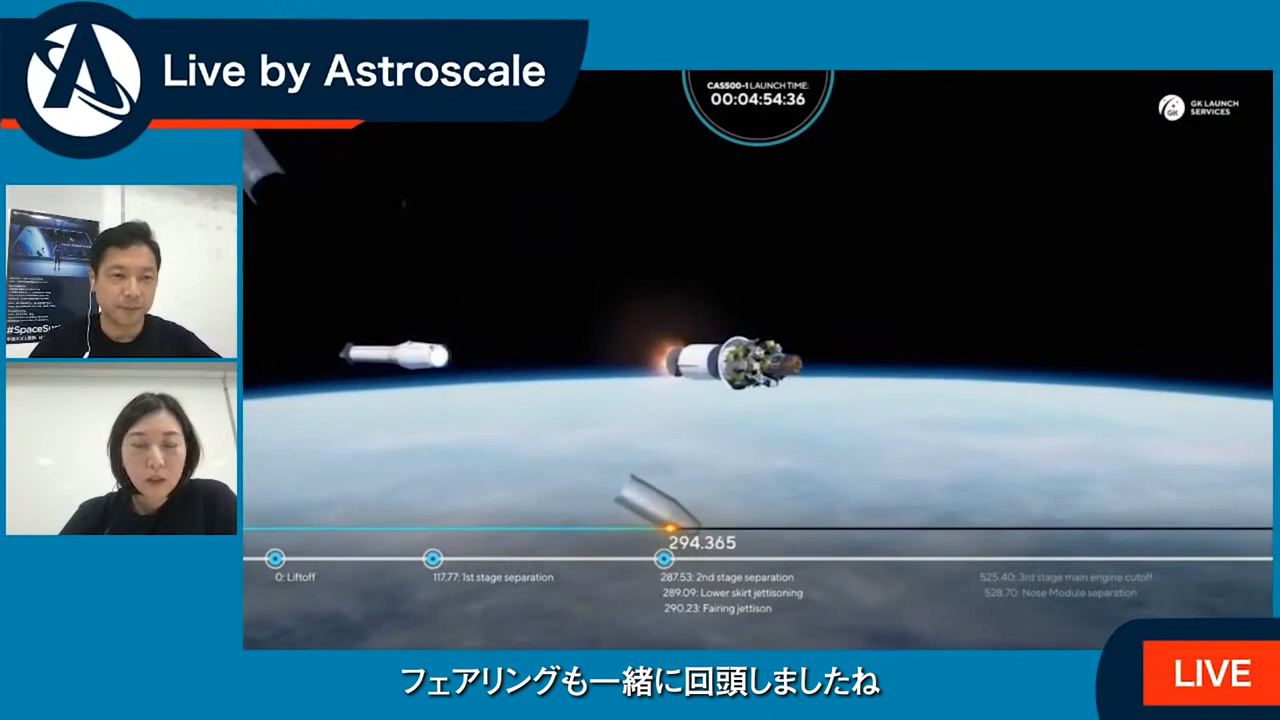 Live by Astroscale
CAS500-1 LAUNCH TIME:
00:04:54:36
GK
GK LAUNCH
SERVICES
#SpaceSu
294.365
0: Liftoff
117.77: 1st stage separation
287.53: 2nd stage separation
289.09: Lower skirt jettisoning
290.23: Fairing jettison
525.40: 3rd stage main engine cutoff
528.70: Nose Module separation
フェアリングも一緒に回頭しましたね
LIVE